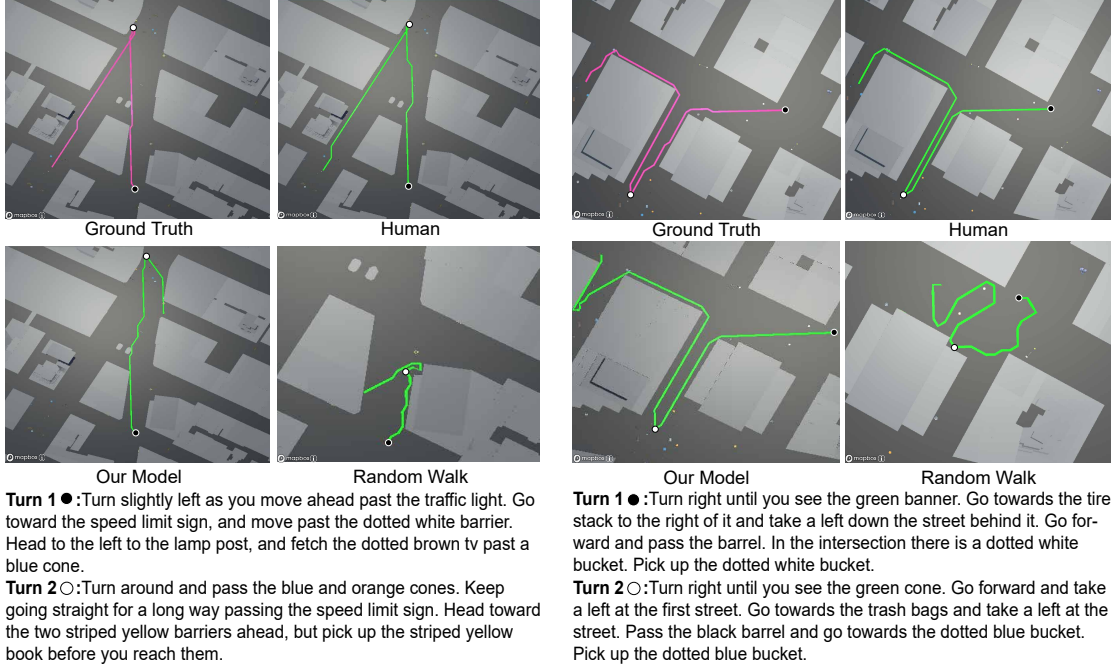 mapbox
mapbox
Ground Truth
Human
mapbox
mapbox
Our Model
Random Walk
Turn 1 ●:Turn slightly left as you move ahead past the traffic light. Go
toward the speed limit sign, and move past the dotted white barrier.
Head to the left to the lamp post, and fetch the dotted brown tv past a
blue cone.
Turn 2 ○:Turn around and pass the blue and orange cones. Keep
going straight for a long way passing the speed limit sign. Head toward
the two striped yellow barriers ahead, but pick up the striped yellow
book before you reach them.
mapbox
mapbox
Ground Truth
Human
mapbox
mapbox
Our Model
Random Walk
Turn 1 ●:Turn right until you see the green banner. Go towards the tire
stack to the right of it and take a left down the street behind it. Go for-
ward and pass the barrel. In the intersection there is a dotted white
bucket. Pick up the dotted white bucket.
Turn 2 ○:Turn right until you see the green cone. Go forward and take
a left at the first street. Go towards the trash bags and take a left at the
street. Pass the black barrel and go towards the dotted blue bucket.
Pick up the dotted blue bucket.